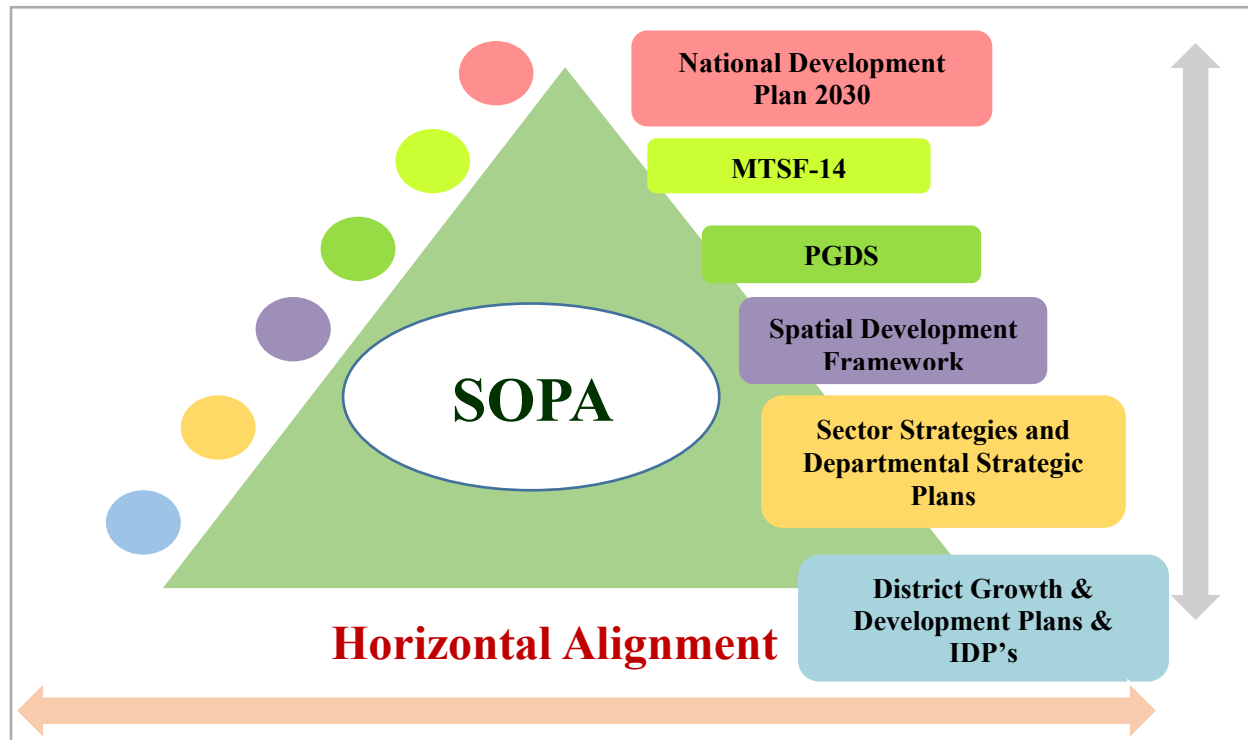 National Development
Plan 2030
MTSF-14
PGDS
Spatial Development
Framework
SOPA
Sector Strategies and
Departmental Strategic
Plans
District Growth &
Development Plans &
IDP’s
Horizontal Alignment